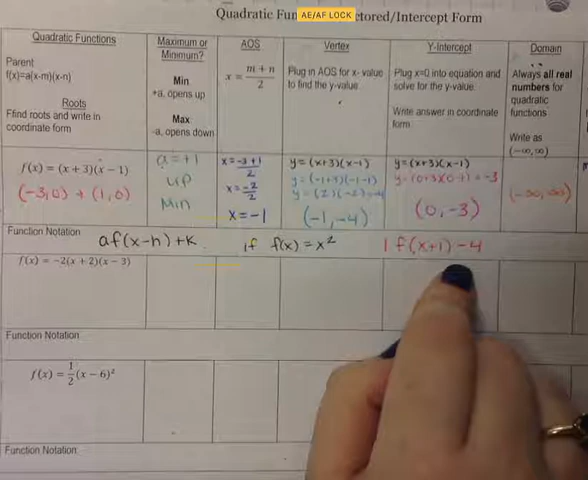 Quadratic Fun
AE/AF LOCK
ctored/Intercept Form
Quadratic Functions
Parent
f(x)=a(x-m)(x-n)
Roots
Ffind roots and write in
coordinate form
Maximum or
Minimum?
Min
+a, opens up
Max
-a, opens down
AOS
x = m + n / 2
Vertex
Plug in AOS for x- value
to find the y-value.
Y-Intercept
Plug x=0 into equation and
solve for the y-value.
Write answer in coordinate
form.
Domain
Always all real
numbers for
quadratic
functions
Write as
(-∞,∞)
f(x) = (x + 3)(x − 1)
(-3,0) + (1,0)
a = +1
up
Min
x = -3+1 / 2
x = -2 / 2
x = -1
y = (x+3)(x-1)
y = (-1+3)(-1-1)
y = (2)(-2) = -4
(-1,-4)
y = (x+3)(x-1)
y = (0+3)(0-1) = -3
(0,-3)
(-∞,∞)
Function Notation
af(x-h)+k
if f(x) = x²
1 f(x+1) -4
f(x) = −2(x + 2)(x − 3)
Function Notation
f(x) = 1/2 (x − 6)²
Function Notation